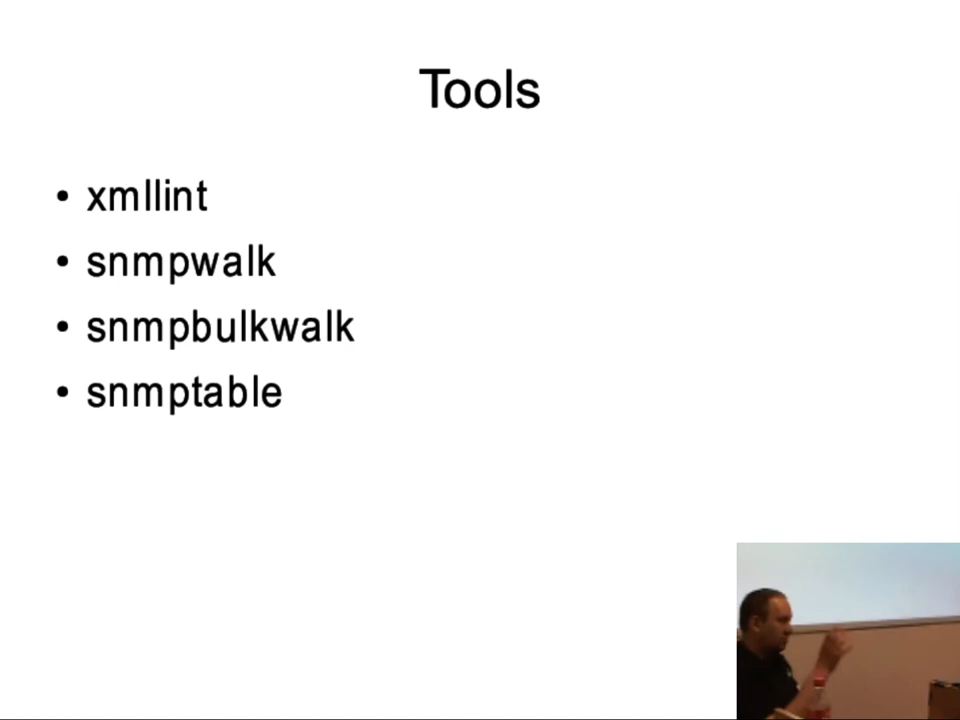 Tools
• xmllint
• snmpwalk
• snmpbulkwalk
• snmptable